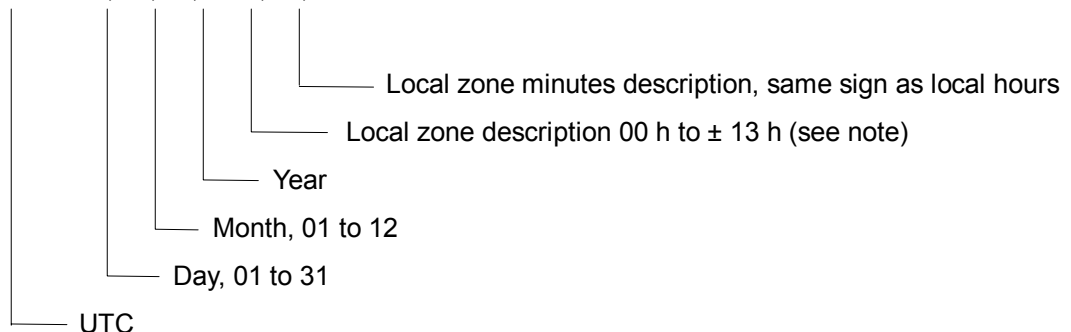 Local zone minutes description, same sign as local hours
Local zone description 00 h to ± 13 h (see note)
Year
Month, 01 to 12
Day, 01 to 31
UTC